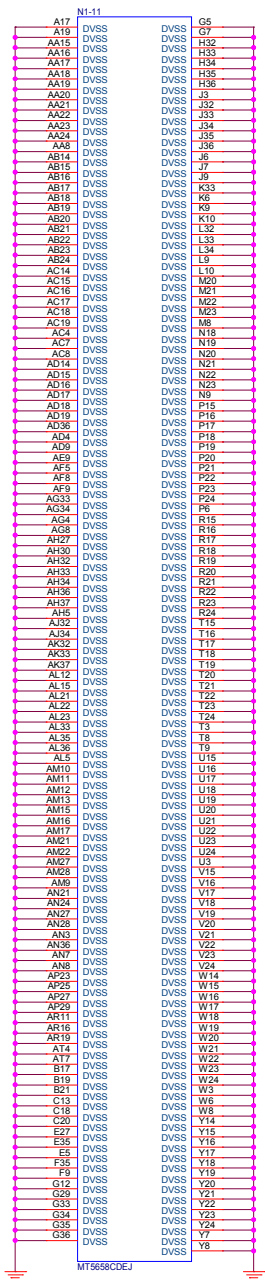 N1-11
A17 DVSS DVSS G5
A19 DVSS DVSS G7
AA15 DVSS DVSS H32
AA16 DVSS DVSS H33
AA17 DVSS DVSS H34
AA18 DVSS DVSS H35
AA19 DVSS DVSS H36
AA20 DVSS DVSS J3
AA21 DVSS DVSS J32
AA22 DVSS DVSS J33
AA23 DVSS DVSS J34
AA24 DVSS DVSS J35
AA8 DVSS DVSS J36
AB14 DVSS DVSS J6
AB15 DVSS DVSS J7
AB16 DVSS DVSS J9
AB17 DVSS DVSS K33
AB18 DVSS DVSS K6
AB19 DVSS DVSS K9
AB20 DVSS DVSS K10
AB21 DVSS DVSS L32
AB22 DVSS DVSS L33
AB23 DVSS DVSS L34
AB24 DVSS DVSS L9
AC14 DVSS DVSS L10
AC15 DVSS DVSS M20
AC16 DVSS DVSS M21
AC17 DVSS DVSS M22
AC18 DVSS DVSS M23
AC19 DVSS DVSS M8
AC4 DVSS DVSS N18
AC7 DVSS DVSS N19
AC8 DVSS DVSS N20
AD14 DVSS DVSS N21
AD15 DVSS DVSS N22
AD16 DVSS DVSS N23
AD17 DVSS DVSS N9
AD18 DVSS DVSS P15
AD19 DVSS DVSS P16
AD36 DVSS DVSS P17
AD4 DVSS DVSS P18
AD9 DVSS DVSS P19
AE9 DVSS DVSS P20
AF5 DVSS DVSS P21
AF8 DVSS DVSS P22
AF9 DVSS DVSS P23
AG33 DVSS DVSS P24
AG34 DVSS DVSS P6
AG4 DVSS DVSS R15
AG8 DVSS DVSS R16
AH27 DVSS DVSS R17
AH30 DVSS DVSS R18
AH32 DVSS DVSS R19
AH33 DVSS DVSS R20
AH34 DVSS DVSS R21
AH36 DVSS DVSS R22
AH37 DVSS DVSS R23
AH5 DVSS DVSS R24
AJ32 DVSS DVSS T15
AJ34 DVSS DVSS T16
AK32 DVSS DVSS T17
AK33 DVSS DVSS T18
AK37 DVSS DVSS T19
AL12 DVSS DVSS T20
AL15 DVSS DVSS T21
AL21 DVSS DVSS T22
AL22 DVSS DVSS T23
AL23 DVSS DVSS T24
AL33 DVSS DVSS T3
AL35 DVSS DVSS T8
AL36 DVSS DVSS T9
AL5 DVSS DVSS U15
AM10 DVSS DVSS U16
AM11 DVSS DVSS U17
AM12 DVSS DVSS U18
AM13 DVSS DVSS U19
AM15 DVSS DVSS U20
AM16 DVSS DVSS U21
AM17 DVSS DVSS U22
AM21 DVSS DVSS U23
AM22 DVSS DVSS U24
AM27 DVSS DVSS U3
AM28 DVSS DVSS V15
AM9 DVSS DVSS V16
AN21 DVSS DVSS V17
AN24 DVSS DVSS V18
AN27 DVSS DVSS V19
AN28 DVSS DVSS V20
AN3 DVSS DVSS V21
AN36 DVSS DVSS V22
AN7 DVSS DVSS V23
AN8 DVSS DVSS V24
AP23 DVSS DVSS W14
AP25 DVSS DVSS W15
AP27 DVSS DVSS W16
AP29 DVSS DVSS W17
AR11 DVSS DVSS W18
AR16 DVSS DVSS W19
AR19 DVSS DVSS W20
AT4 DVSS DVSS W21
AT7 DVSS DVSS W22
B17 DVSS DVSS W23
B19 DVSS DVSS W24
B21 DVSS DVSS W3
C13 DVSS DVSS W6
C18 DVSS DVSS W8
C20 DVSS DVSS Y14
E27 DVSS DVSS Y15
E35 DVSS DVSS Y16
E5 DVSS DVSS Y17
F35 DVSS DVSS Y18
F9 DVSS DVSS Y19
G12 DVSS DVSS Y20
G29 DVSS DVSS Y21
G33 DVSS DVSS Y22
G34 DVSS DVSS Y23
G35 DVSS DVSS Y24
G36 DVSS DVSS Y7
DVSS Y8
MT5658CDEJ